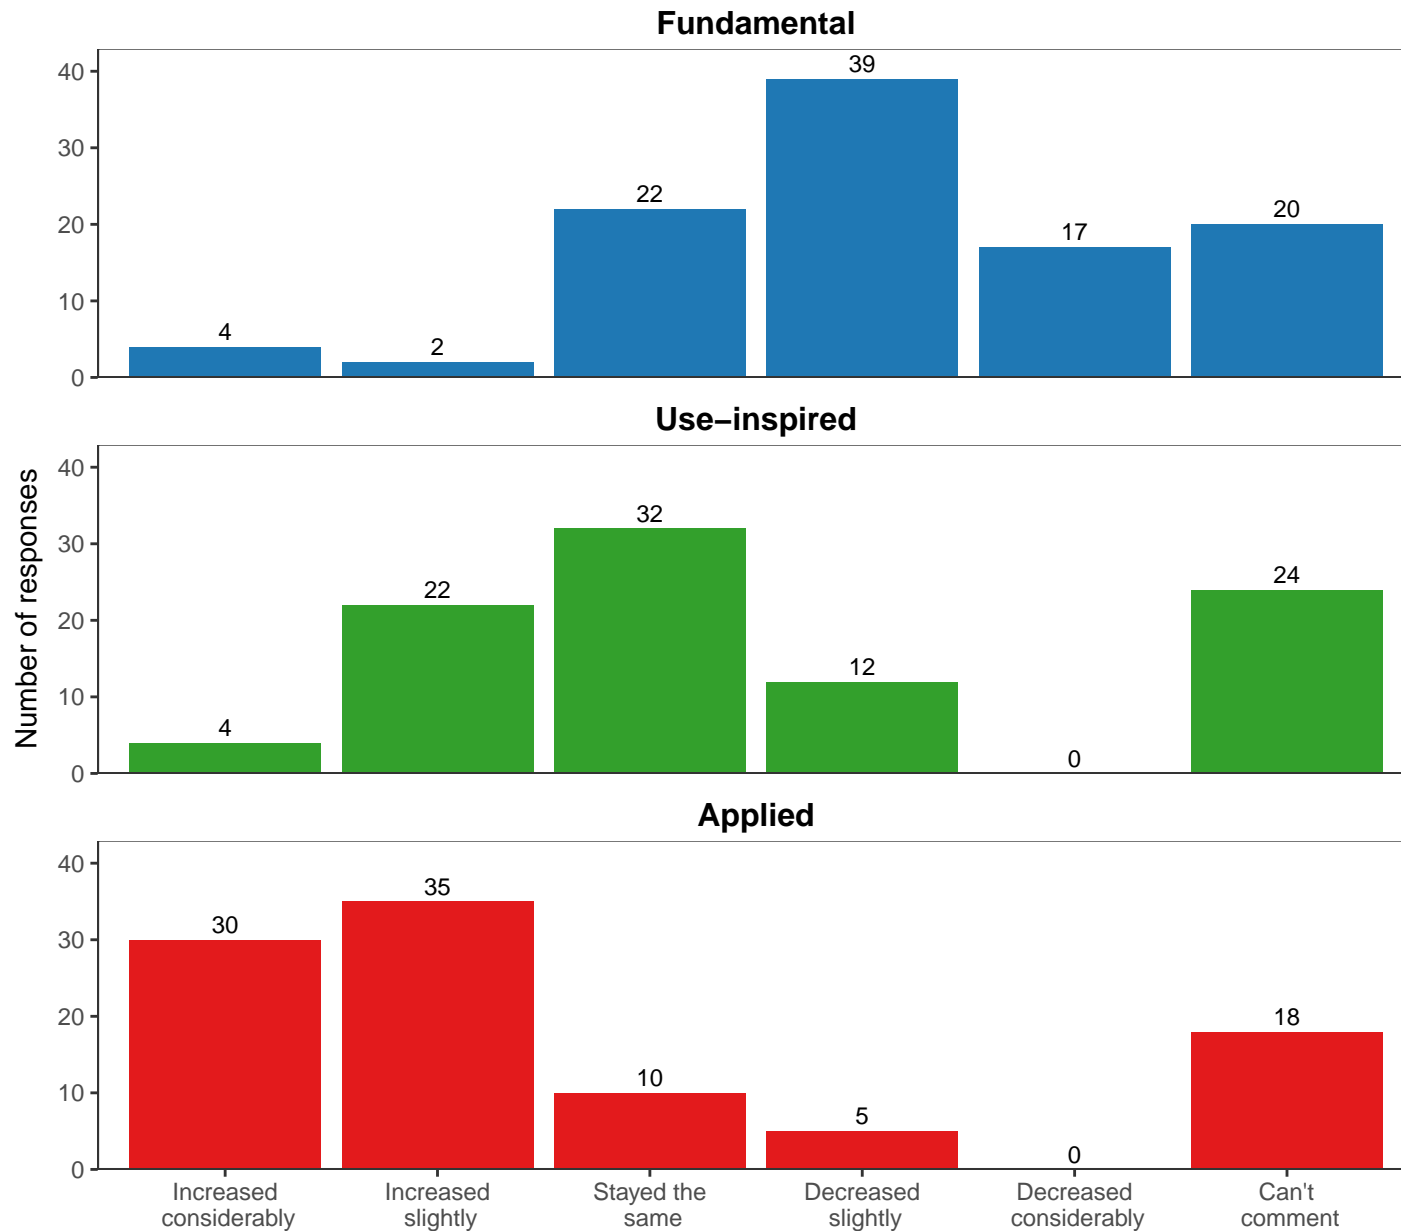 Fundamental
40
30
20
10
0
4
2
22
39
17
20
Use–inspired
Number of responses
40
30
20
10
0
4
22
32
12
0
24
Applied
40
30
20
10
0
30
35
10
5
0
18
Increased
considerably
Increased
slightly
Stayed the
same
Decreased
slightly
Decreased
considerably
Can't
comment